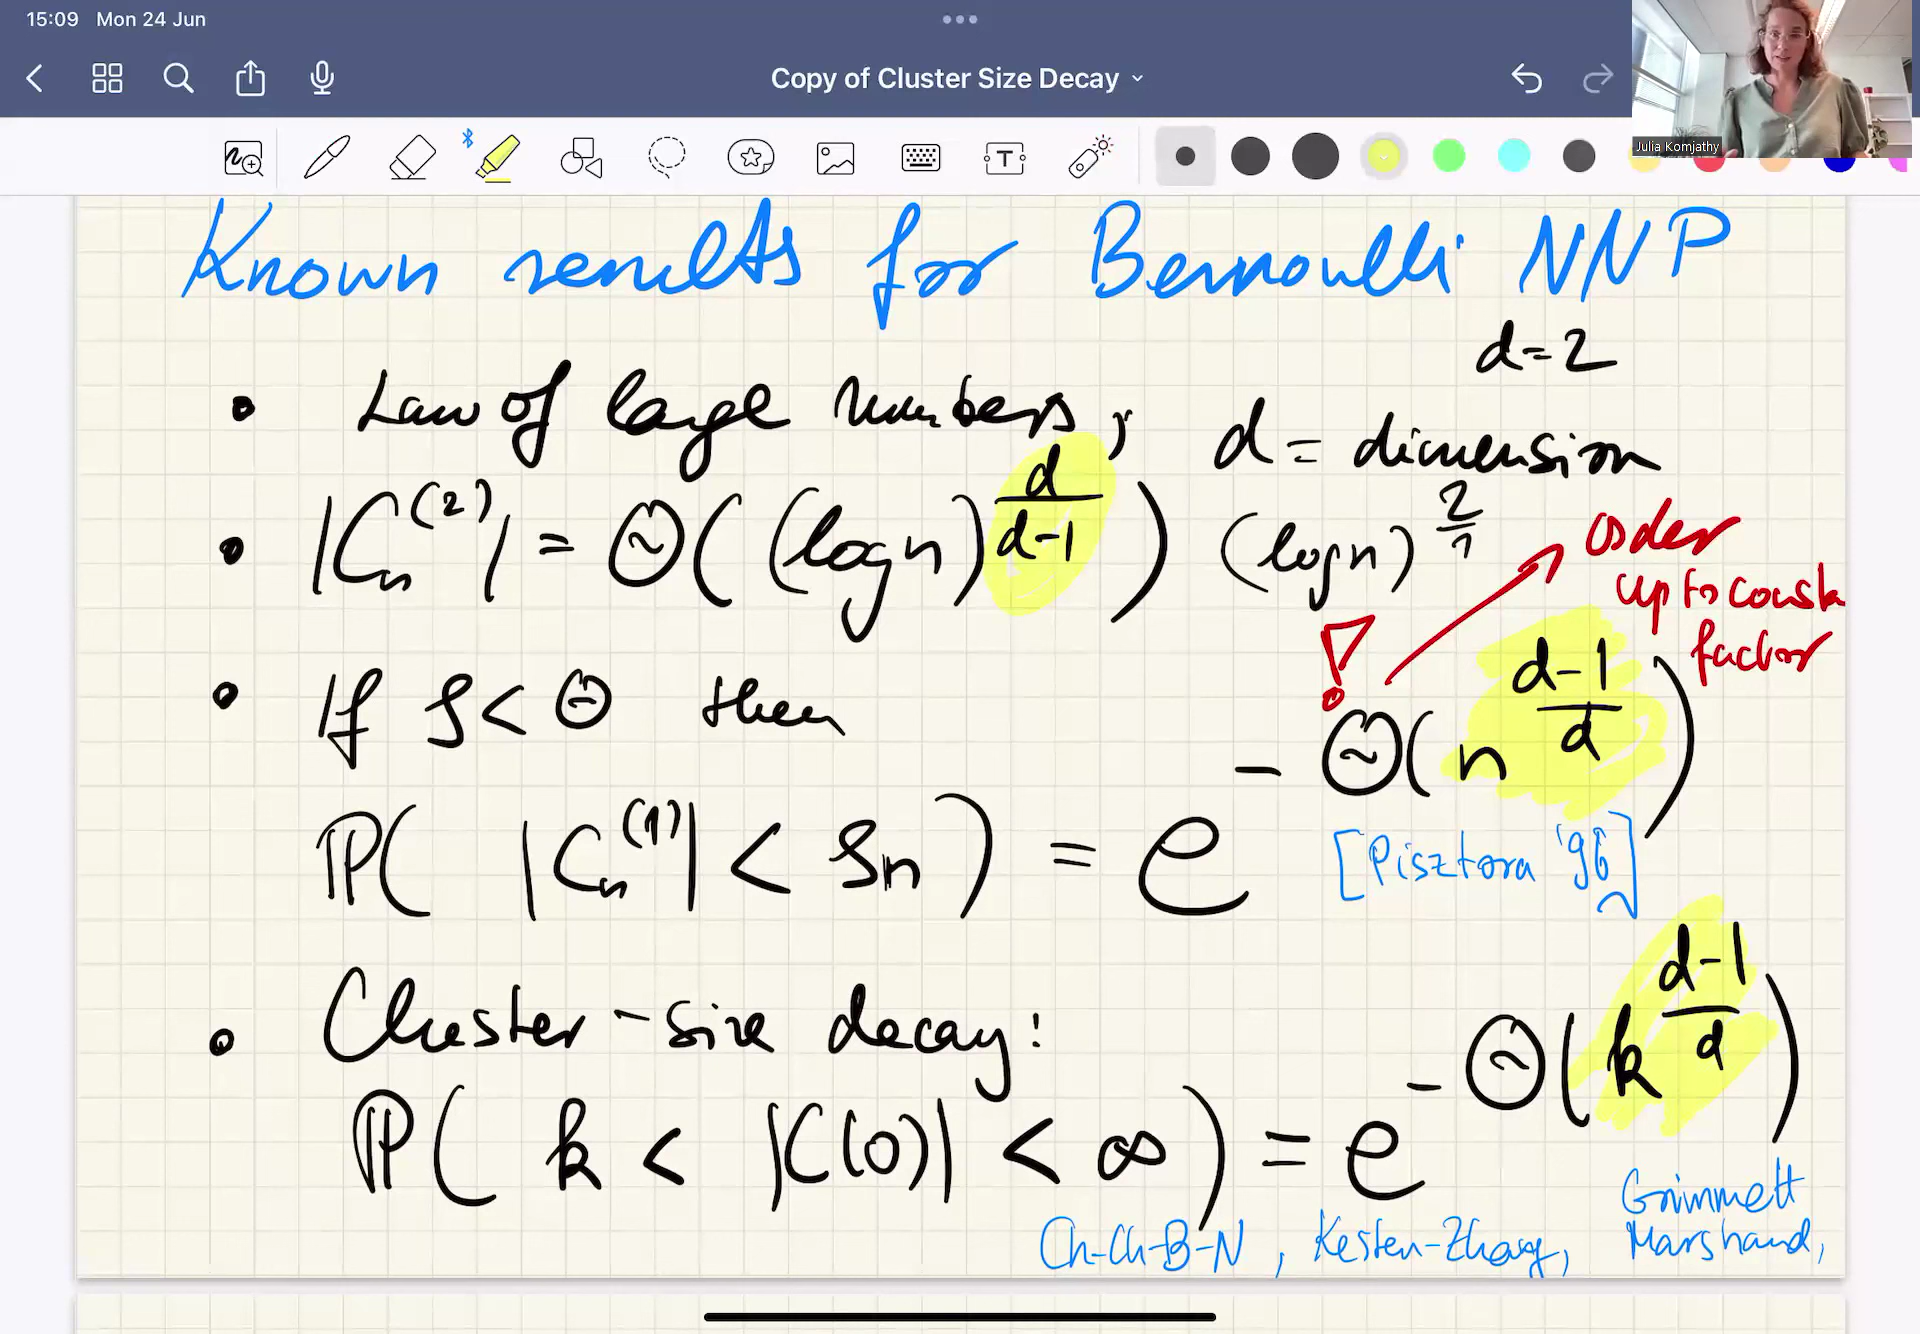 15:09 Mon 24 Jun
Copy of Cluster Size Decay
Julia Komjathy
Known results for Bernoulli NNP
d=2
• Law of large numbers, d = dimension
• |C_n^{(2)}| = Θ((log n)^{d/(d-1)}) (log n)^{2/1}
order
up to consta
factor
• If ρ < Θ then
P( |C_n^{(1)}| < ρn ) = e^{-Θ(n^{(d-1)/d})}
[Pisztora '96]
• Cluster-size decay:
P( k < |C(0)| < ∞ ) = e^{-Θ(k^{(d-1)/d})}
Grimmett
Ch-Ch-B-N, Kesten-Zhang, Marshand,